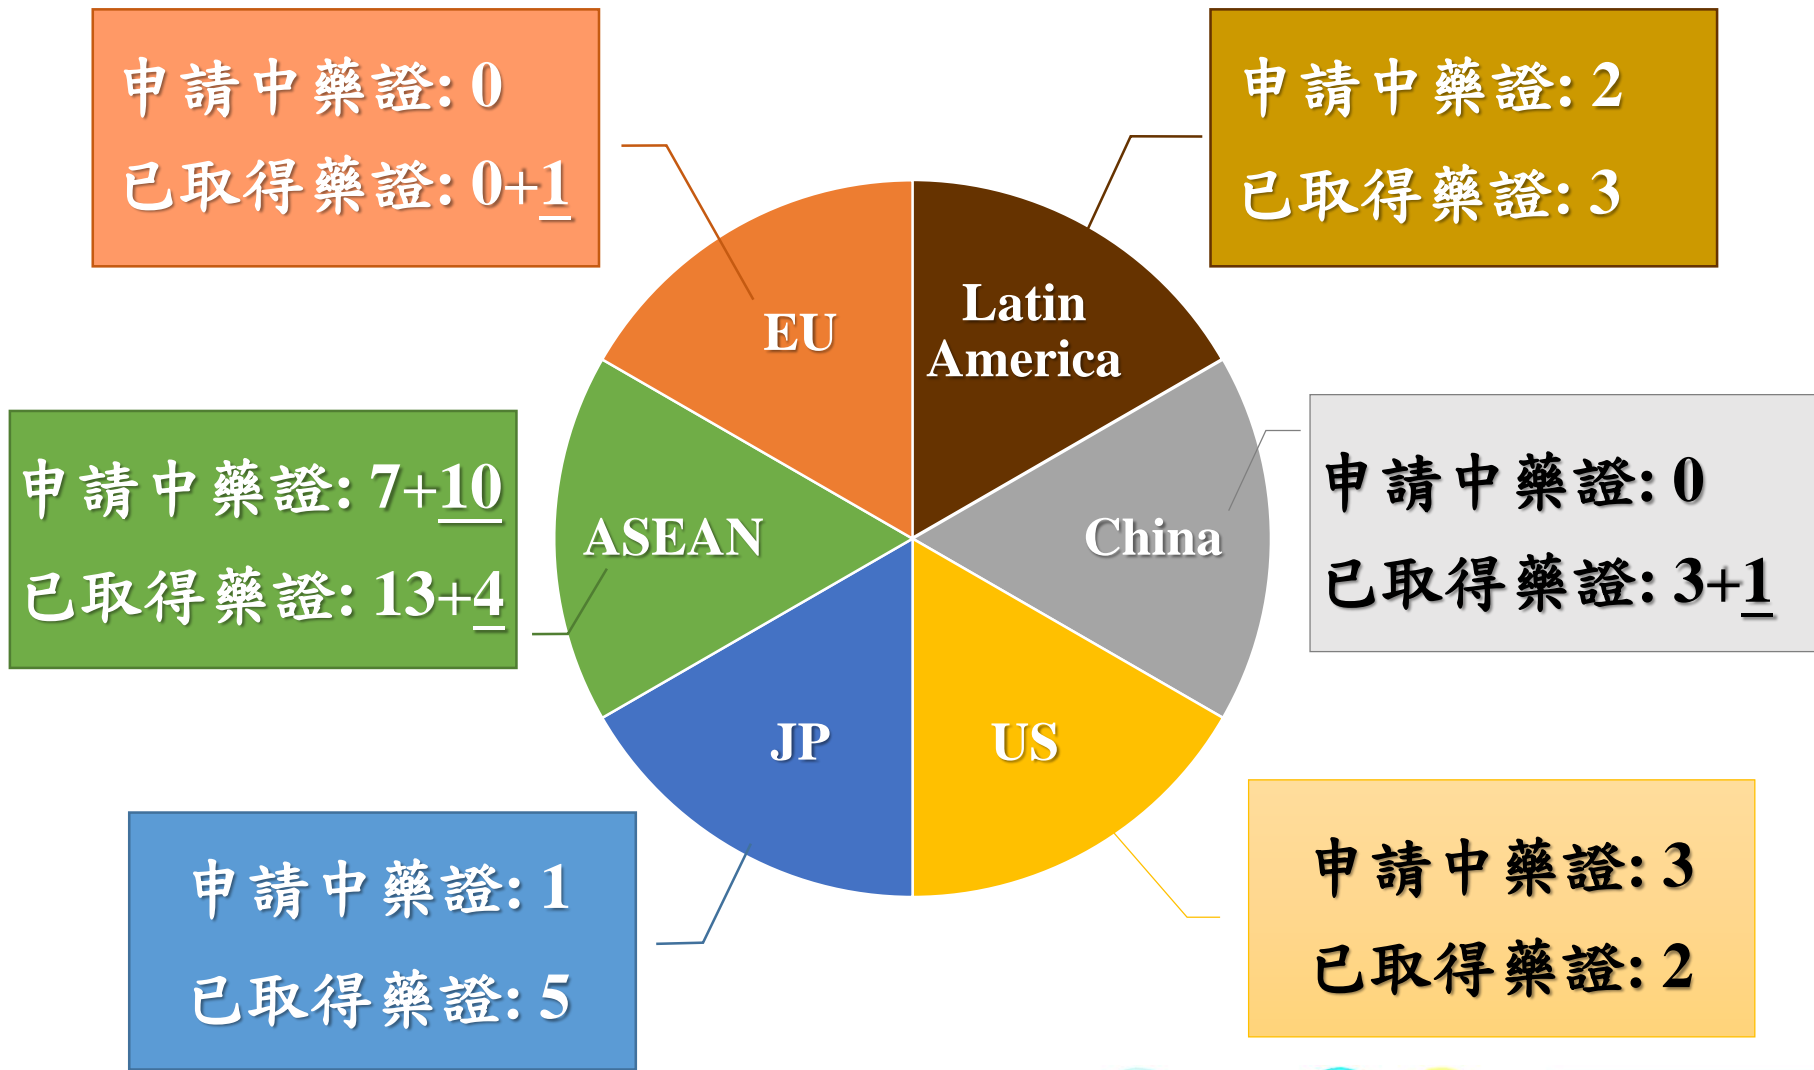 申請中藥證: 0
已取得藥證: 0+1
申請中藥證: 2
已取得藥證: 3
EU
Latin
America
申請中藥證: 7+10
已取得藥證: 13+4
ASEAN
China
申請中藥證: 0
已取得藥證: 3+1
JP
US
申請中藥證: 1
已取得藥證: 5
申請中藥證: 3
已取得藥證: 2